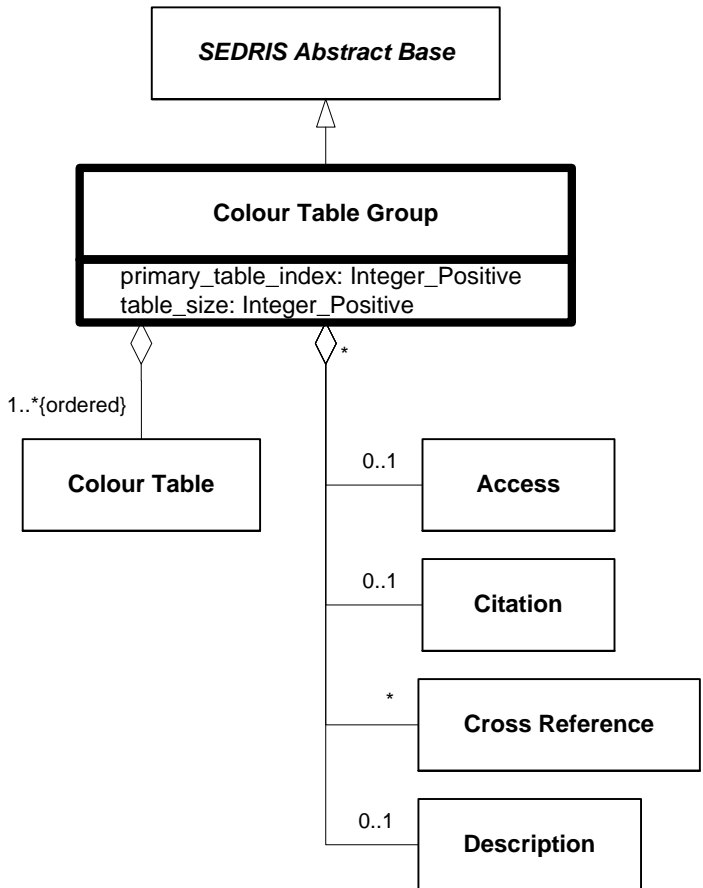 SEDRIS Abstract Base
Colour Table Group
primary_table_index: Integer_Positive
table_size: Integer_Positive
*
1..*{ordered}
Colour Table
0..1
Access
0..1
Citation
*
Cross Reference
0..1
Description